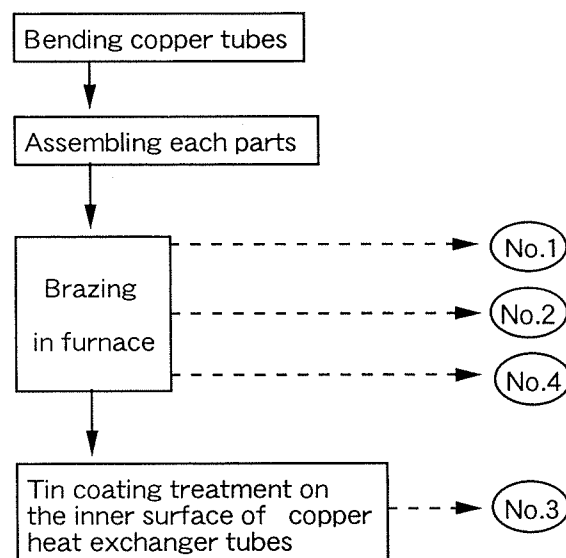 Bending copper tubes
Assembling each parts
Brazing
in furnace
No.1
No.2
No.4
Tin coating treatment on
the inner surface of copper
heat exchanger tubes
No.3